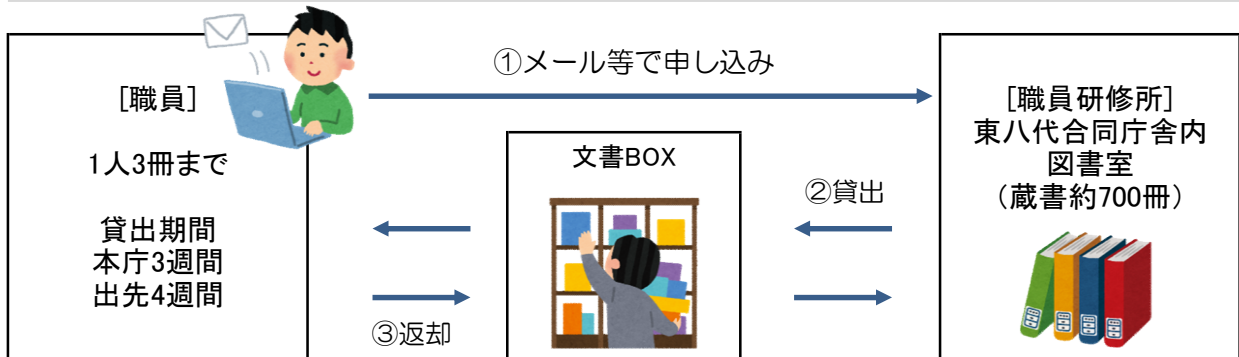 [職員]
1人3冊まで
貸出期間
本庁3週間
出先4週間
①メール等で申し込み
文書BOX
②貸出
③返却
[職員研修所]
東八代合同庁舎内
図書室
（蔵書約700冊）